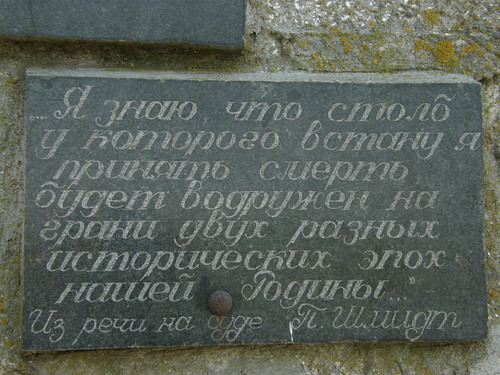 „...Я знаю, что столб
у которого встану я
принять смерть,
будет водружен на
грани двух разных
исторических эпох
нашей Родины..."
Из речи на суде П. Шмидт